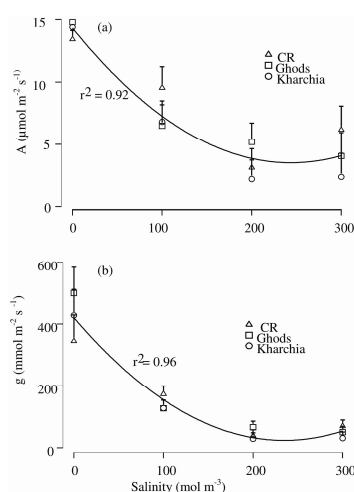 15
(a)
△ CR
□ Ghods
○ Kharchia
10
r2 = 0.92
A (μmol m-2 s-1)
5
0
0 100 200 300
600
(b)
△ CR
□ Ghods
○ Kharchia
400
r2= 0.96
g (mmol m-2 s -1)
200
0
0 100 200 300
Salinity (mol m-3)